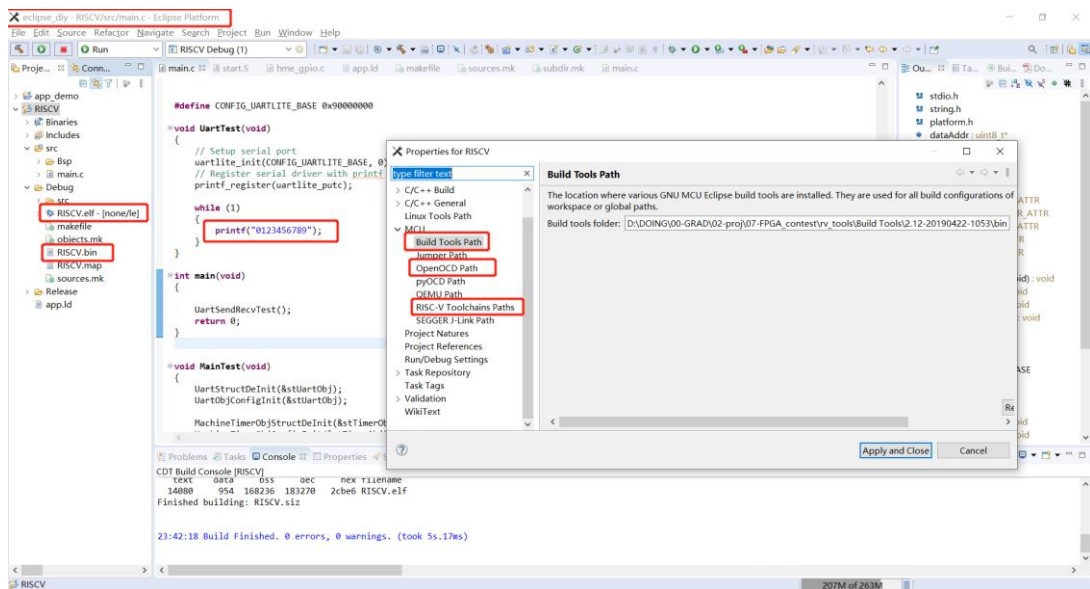 eclipse_diy - RISCV/src/main.c - Eclipse Platform
File Edit Source Refactor Navigate Search Project Run Window Help
Run
RISCV Debug (1)
Proje...
Conn...
main.c
start.S
hme_gpio.c
app.ld
makefile
sources.mk
subdir.mk
main.c
Ou...
Ta...
Bui...
Do...
app_demo
RISCV
Binaries
Includes
src
Bsp
main.c
Debug
src
RISCV.elf - [none/le]
makefile
objects.mk
RISCV.bin
RISCV.map
sources.mk
Release
app.ld
#define CONFIG_UARTLITE_BASE 0x90000000
void UartTest(void)
{
// Setup serial port
uartlite_init(CONFIG_UARTLITE_BASE, 0)
// Register serial driver with printf
printf_register(uartlite_putc);
while (1)
{
printf("0123456789");
}
}
int main(void)
{
UartSendRecvTest();
return 0;
}
void MainTest(void)
{
UartStructDeInit(&stUartObj);
UartObjConfigInit(&stUartObj);
MachineTimerObjStructDeInit(&stTimerOb
Properties for RISCV
type filter text
C/C++ Build
C/C++ General
Linux Tools Path
MCU
Build Tools Path
Jumper Path
OpenOCD Path
pyOCD Path
QEMU Path
RISC-V Toolchains Paths
SEGGER J-Link Path
Project Natures
Project References
Run/Debug Settings
Task Repository
Task Tags
Validation
WikiText
Build Tools Path
The location where various GNU MCU Eclipse build tools are installed. They are used for all build configurations of
workspace or global paths.
Build tools folder: D:\DOING\00-GRAD\02-proj\07-FPGA_contest\rv_tools\Build Tools\2.12-20190422-1053\bin
Re
Apply and Close
Cancel
stdio.h
string.h
platform.h
dataAddr : uint8_t*
ATTR
R_ATTR
ATTR
R
R
id) : void
oid
oid
: void
ASE
id
oid
Problems
Tasks
Console
Properties
CDT Build Console [RISCV]
text data bss dec hex filename
14080 954 168236 183270 2cbe6 RISCV.elf
Finished building: RISCV.siz
23:42:18 Build Finished. 0 errors, 0 warnings. (took 5s.17ms)
RISCV
207M of 263M